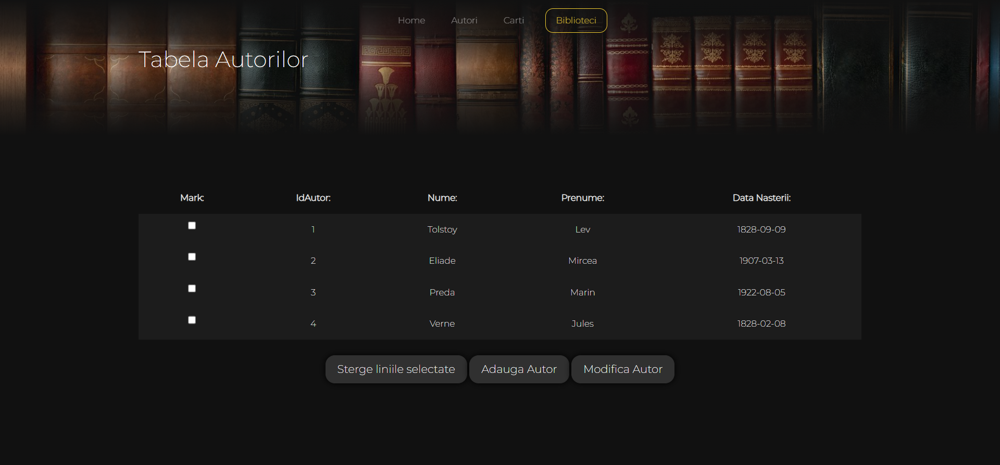 Home Autori Carti Biblioteci
Tabela Autorilor
Mark: IdAutor: Nume: Prenume: Data Nasterii:
1 Tolstoy Lev 1828-09-09
2 Eliade Mircea 1907-03-13
3 Preda Marin 1922-08-05
4 Verne Jules 1828-02-08
Sterge liniile selectate Adauga Autor Modifica Autor